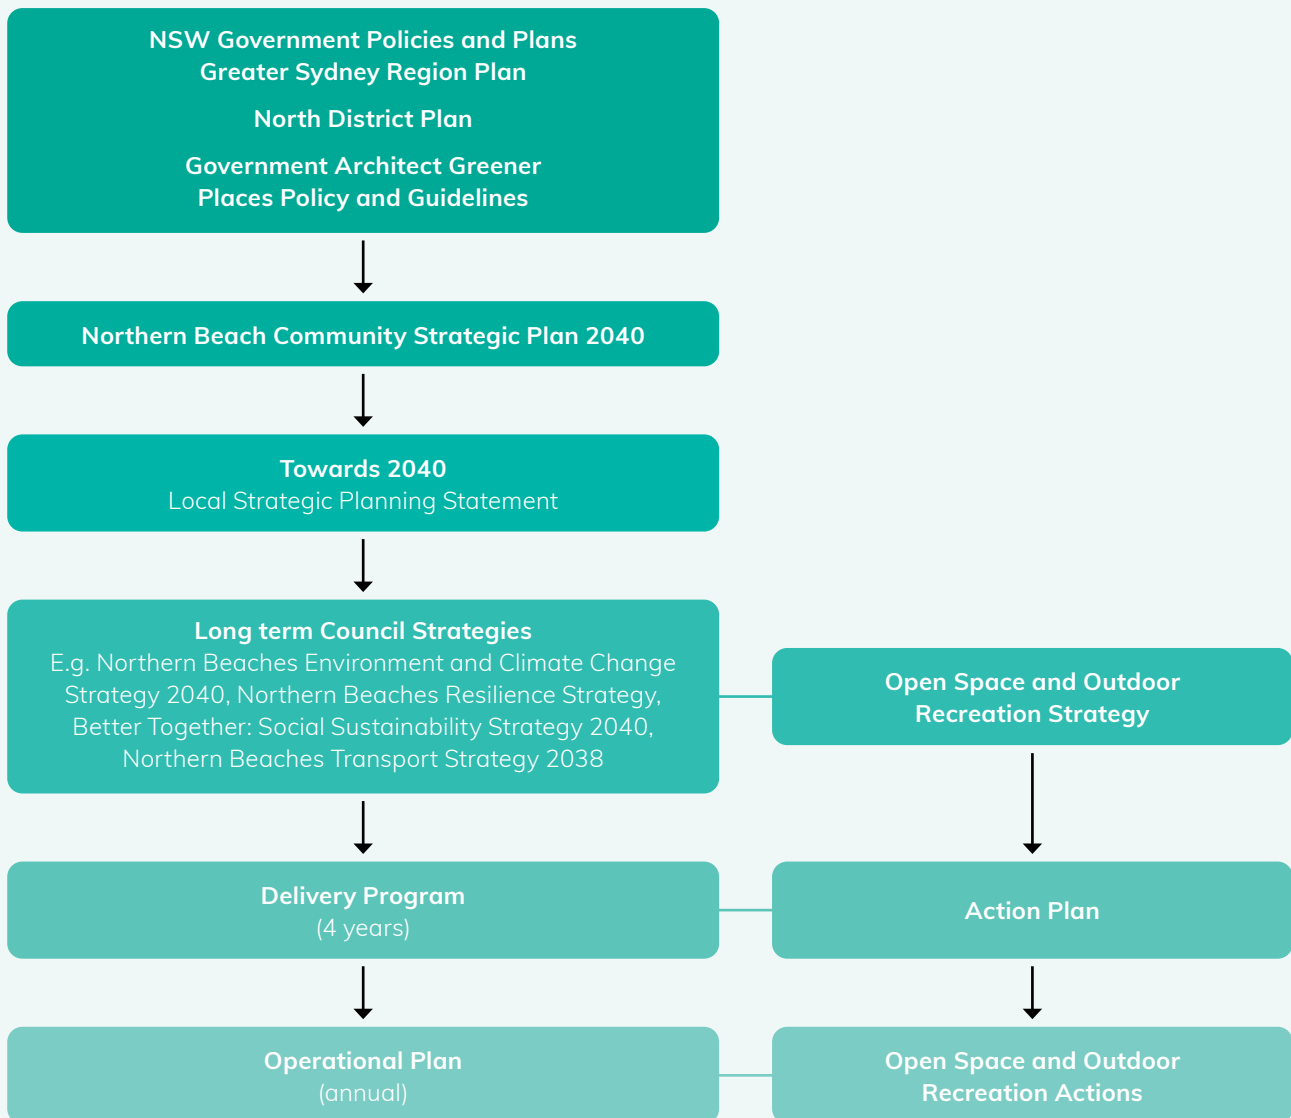 NSW Government Policies and Plans
Greater Sydney Region Plan
North District Plan
Government Architect Greener
Places Policy and Guidelines
Northern Beach Community Strategic Plan 2040
Towards 2040
Local Strategic Planning Statement
Long term Council Strategies
E.g. Northern Beaches Environment and Climate Change
Strategy 2040, Northern Beaches Resilience Strategy,
Better Together: Social Sustainability Strategy 2040,
Northern Beaches Transport Strategy 2038
Open Space and Outdoor
Recreation Strategy
Delivery Program
(4 years)
Action Plan
Operational Plan
(annual)
Open Space and Outdoor
Recreation Actions